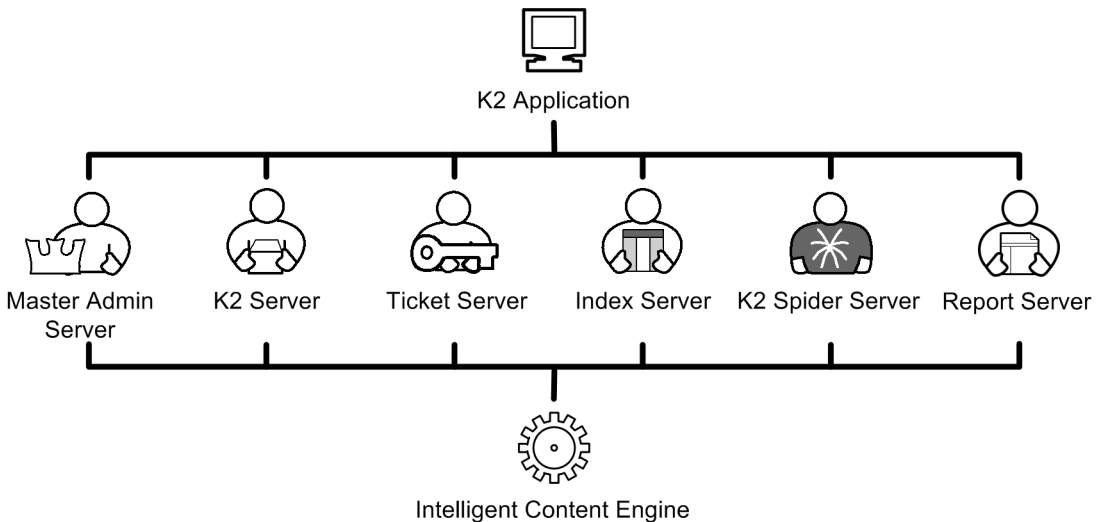 K2 Application
Master Admin
Server
K2 Server
Ticket Server
Index Server
K2 Spider Server
Report Server
Intelligent Content Engine